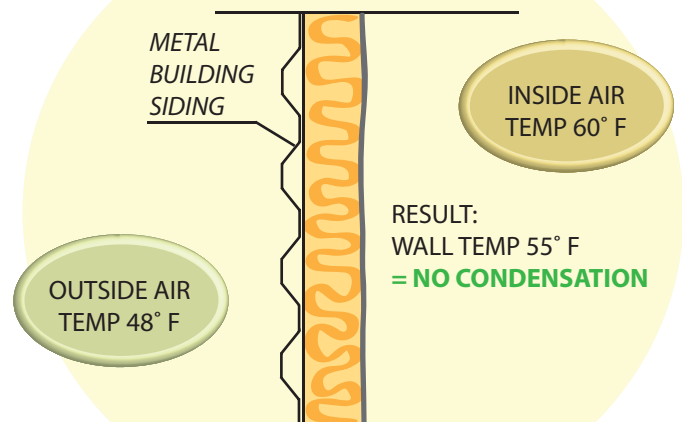 METAL
BUILDING
SIDING
INSIDE AIR
TEMP 60˚ F
RESULT:
WALL TEMP 55˚ F
= NO CONDENSATION
OUTSIDE AIR
TEMP 48˚ F